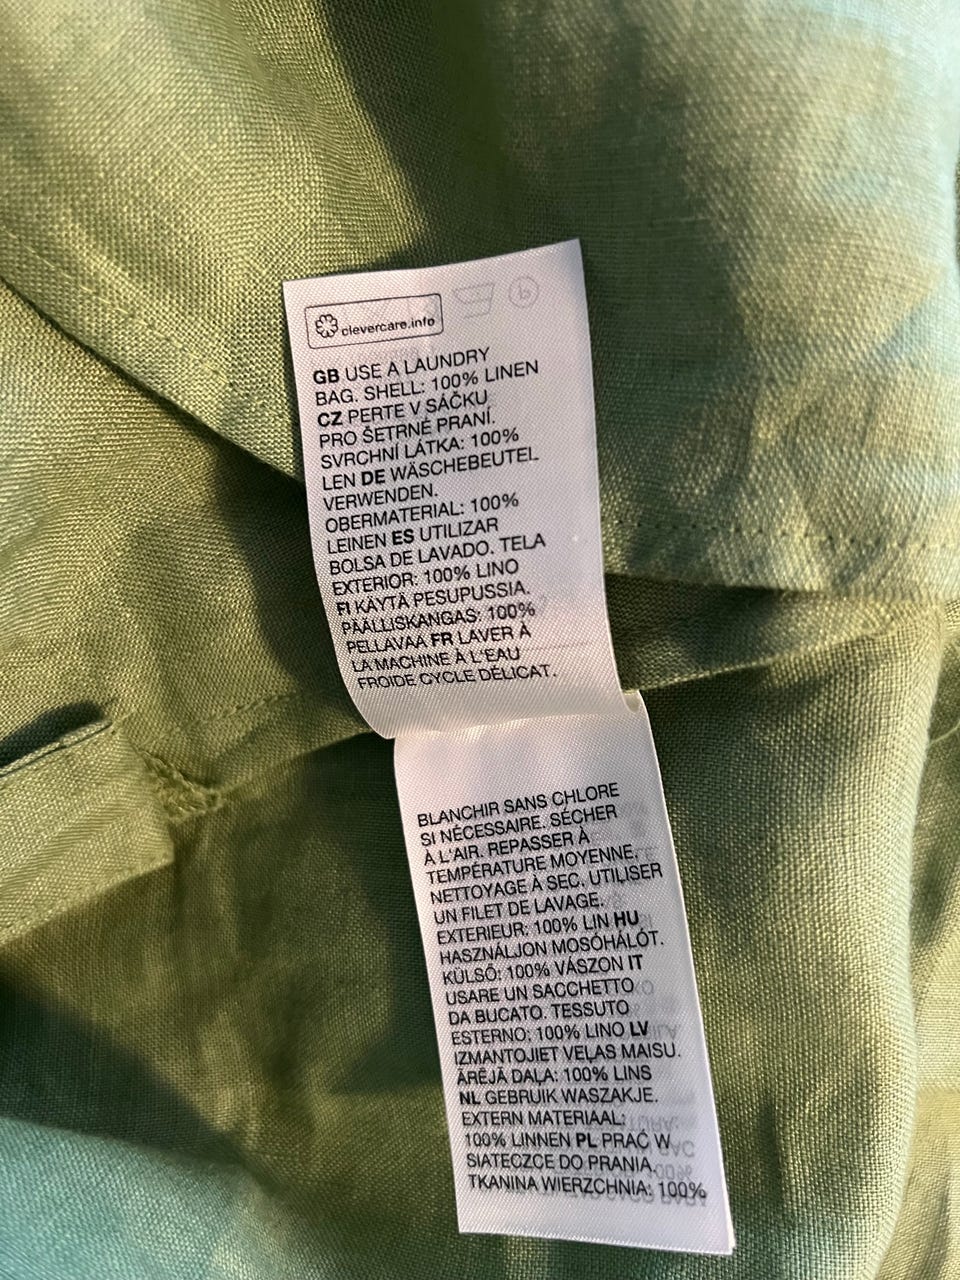 clevercare.info
GB USE A LAUNDRY
BAG. SHELL: 100% LINEN
CZ PERTE V SÁČKU
PRO ŠETRNÉ PRANÍ.
SVRCHNÍ LÁTKA: 100%
LEN DE WÄSCHEBEUTEL
VERWENDEN.
OBERMATERIAL: 100%
LEINEN ES UTILIZAR
BOLSA DE LAVADO. TELA
EXTERIOR: 100% LINO
FI KÄYTÄ PESUPUSSIA.
PÄÄLLISKANGAS: 100%
PELLAVAA FR LAVER À
LA MACHINE À L'EAU
FROIDE CYCLE DÉLICAT.
BLANCHIR SANS CHLORE
SI NÉCESSAIRE. SÉCHER
À L'AIR. REPASSER À
TEMPÉRATURE MOYENNE.
NETTOYAGE À SEC. UTILISER
UN FILET DE LAVAGE.
EXTERIEUR: 100% LIN HU
HASZNÁLJON MOSÓHÁLÓT.
KÜLSŐ: 100% VÁSZON IT
USARE UN SACCHETTO
DA BUCATO. TESSUTO
ESTERNO: 100% LINO LV
IZMANTOJIET VEĻAS MAISU.
ĀRĒJĀ DAĻA: 100% LINS
NL GEBRUIK WASZAKJE.
EXTERN MATERIAAL:
100% LINNEN PL PRAĆ W
SIATECZCE DO PRANIA.
TKANINA WIERZCHNIA: 100%